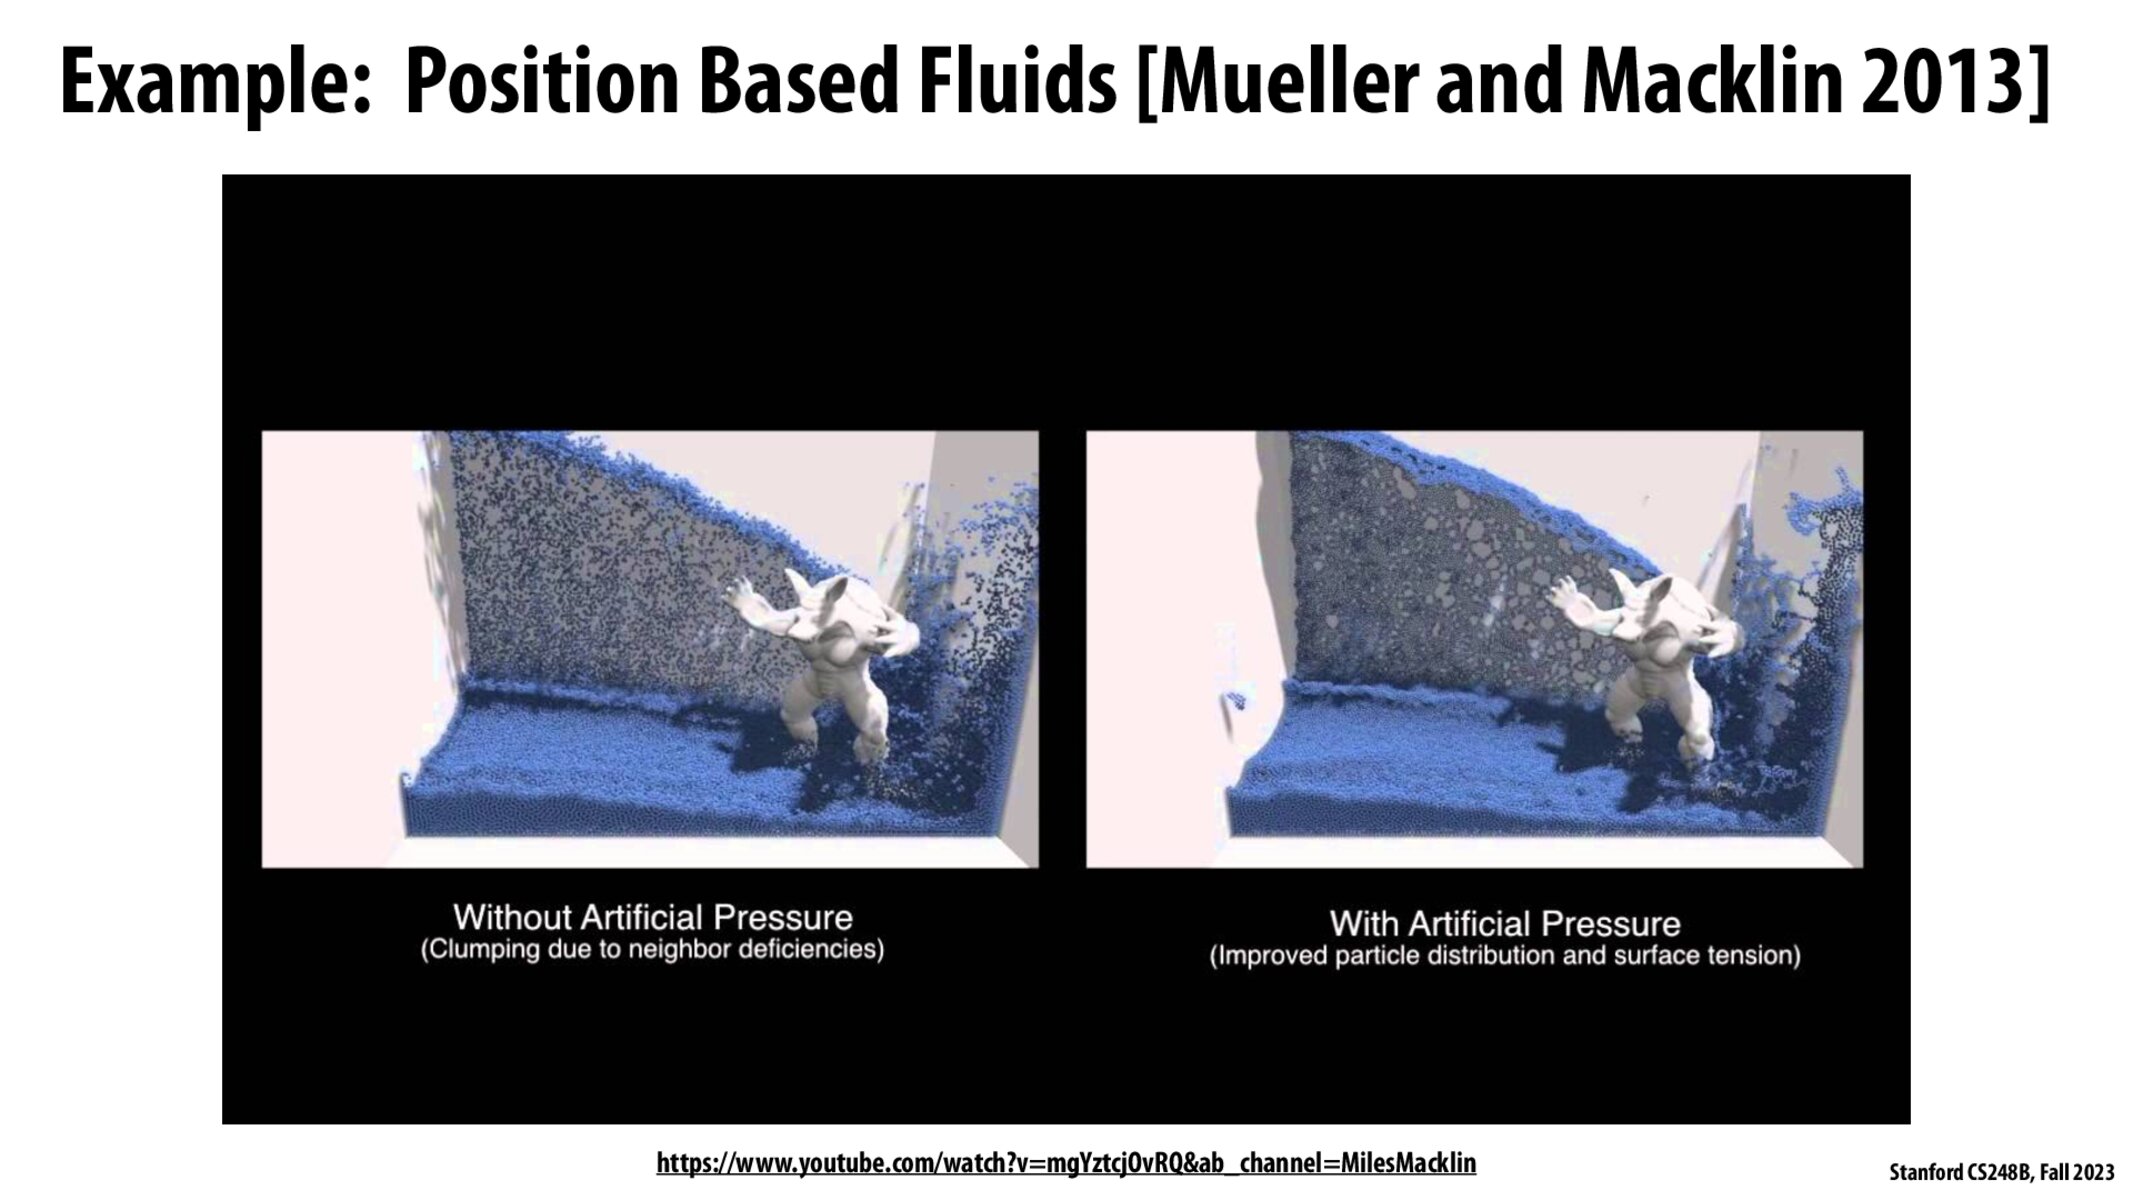 Example: Position Based Fluids [Mueller and Macklin 2013]
Without Artificial Pressure
(Clumping due to neighbor deficiencies)
With Artificial Pressure
(Improved particle distribution and surface tension)
https://www.youtube.com/watch?v=mgYztcjOvRQ&ab_channel=MilesMacklin
Stanford CS248B, Fall 2023